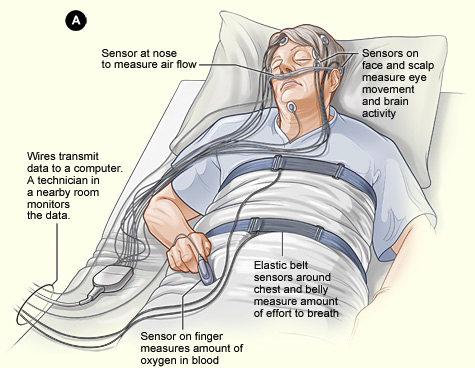 A
Sensor at nose
to measure air flow
Sensors on
face and scalp
measure eye
movement
and brain
activity
Wires transmit
data to a computer.
A technician in
a nearby room
monitors
the data.
Elastic belt
sensors around
chest and belly
measure amount
of effort to breath
Sensor on finger
measures amount of
oxygen in blood